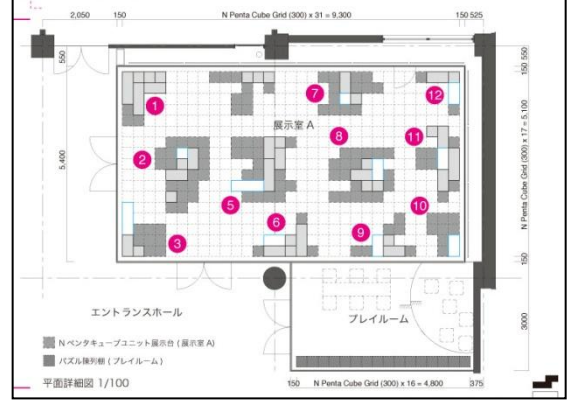 2,050 150 N Penta Cube Grid (300) x 31 = 9,300 150 525
550
150 550
1
7
12
展示室 A
8
11
2
5,400
N Penta Cube Grid (300) x 17 = 5,100
5
10
6
9
3
150
エントランスホール
プレイルーム
3000
N ペンタキューブユニット展示台 ( 展示室 A)
パズル陳列棚 ( プレイルーム )
平面詳細図 1/100
150 N Penta Cube Grid (300) x 16 = 4,800 375